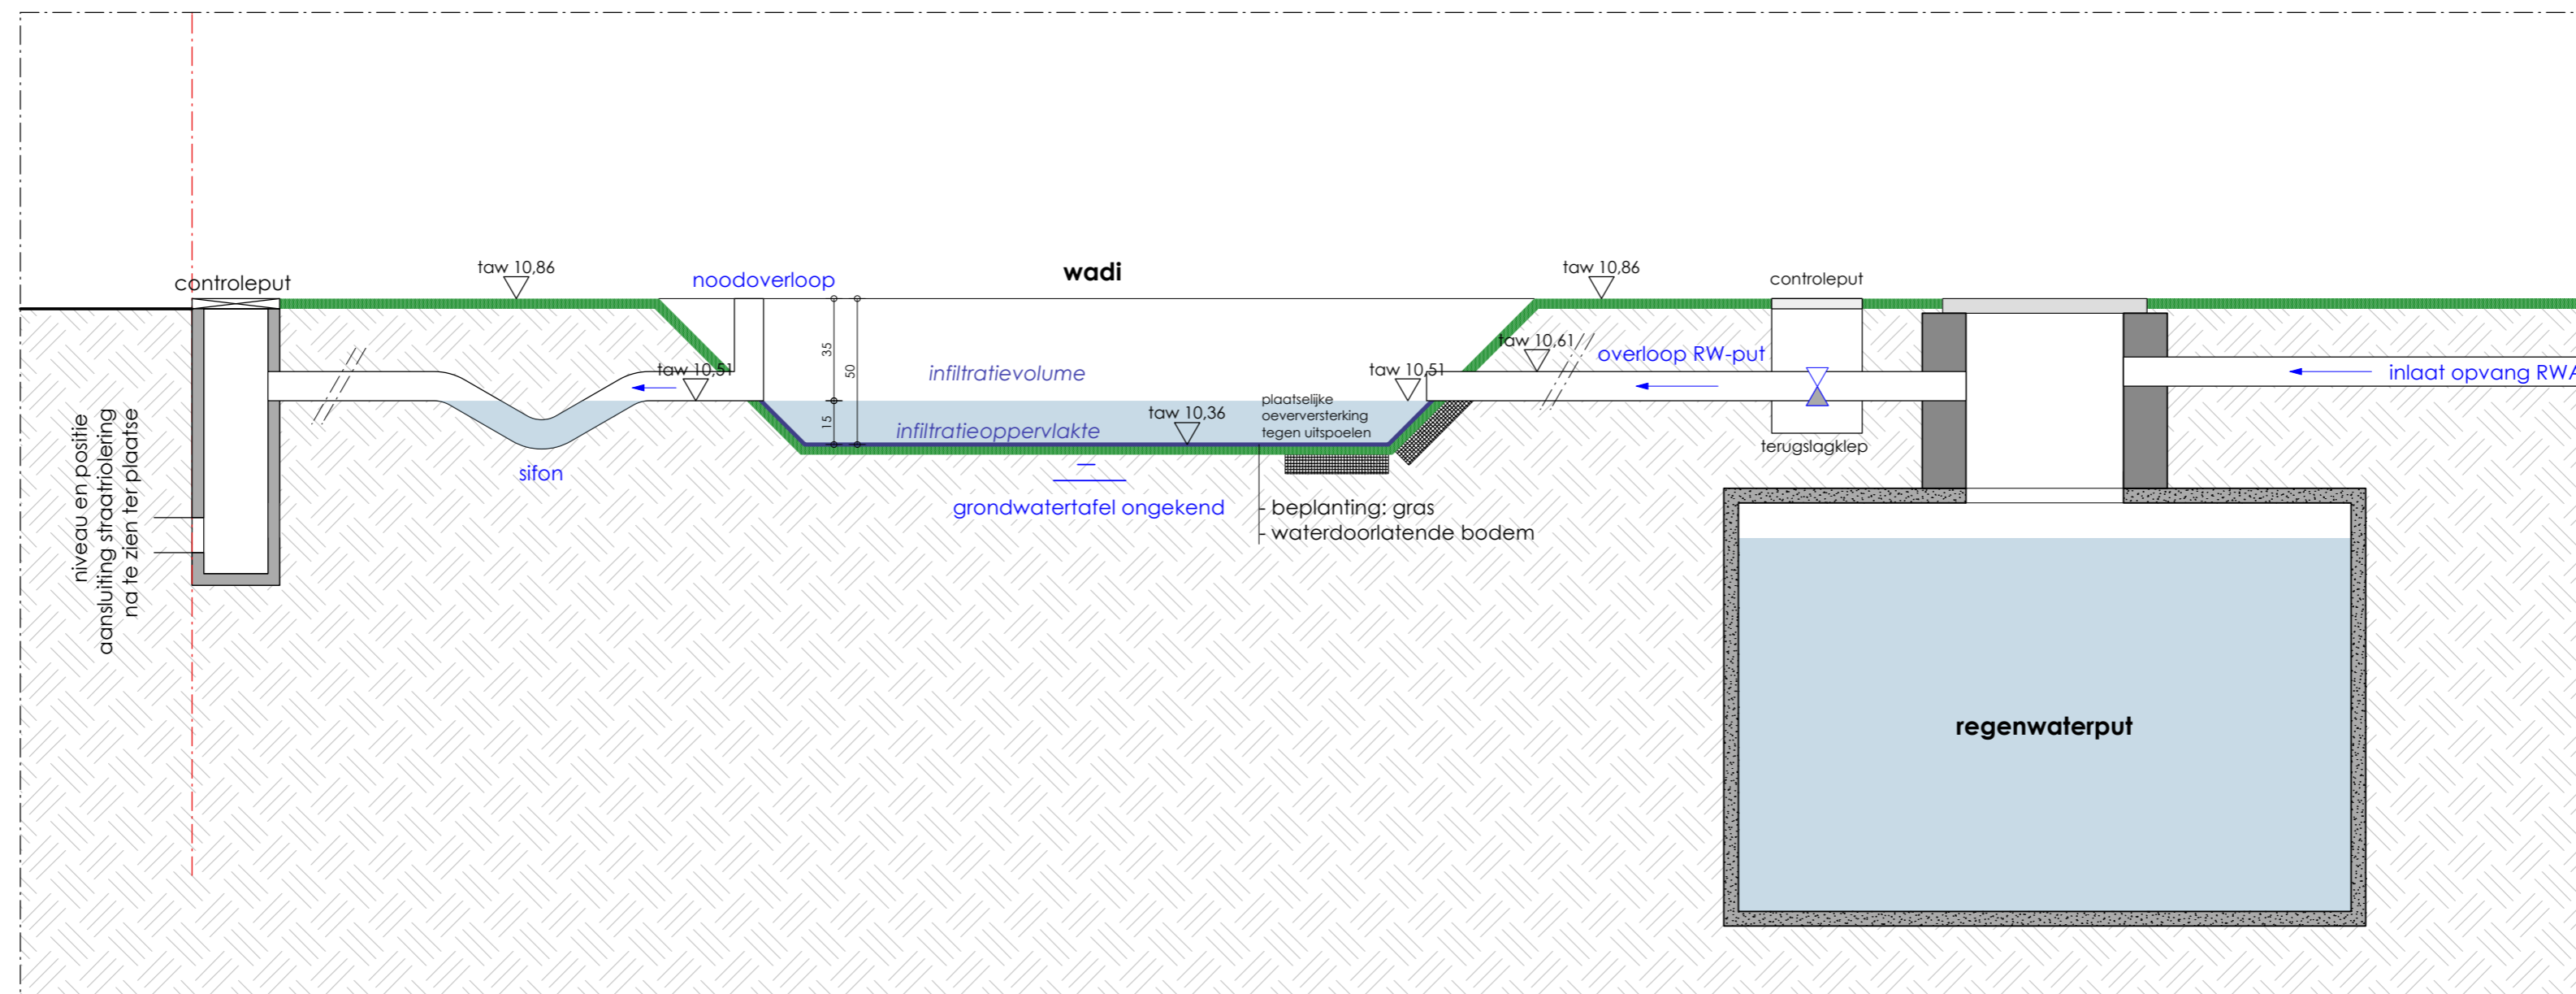 wadi
taw 10,86
noodoverloop
taw 10,86
controleput
controleput
35
50
15
taw 10,51
infiltratievolume
taw 10,51
taw 10,61
overloop RW-put
inlaat opvang RWA
plaatselijke
oeverversterking
tegen uitspoelen
taw 10,36
infiltratieoppervlakte
terugslagklep
sifon
grondwatertafel ongekend
- beplanting: gras
- waterdoorlatende bodem
niveau en positie
aansluiting straatriolering
na te zien ter plaatse
regenwaterput